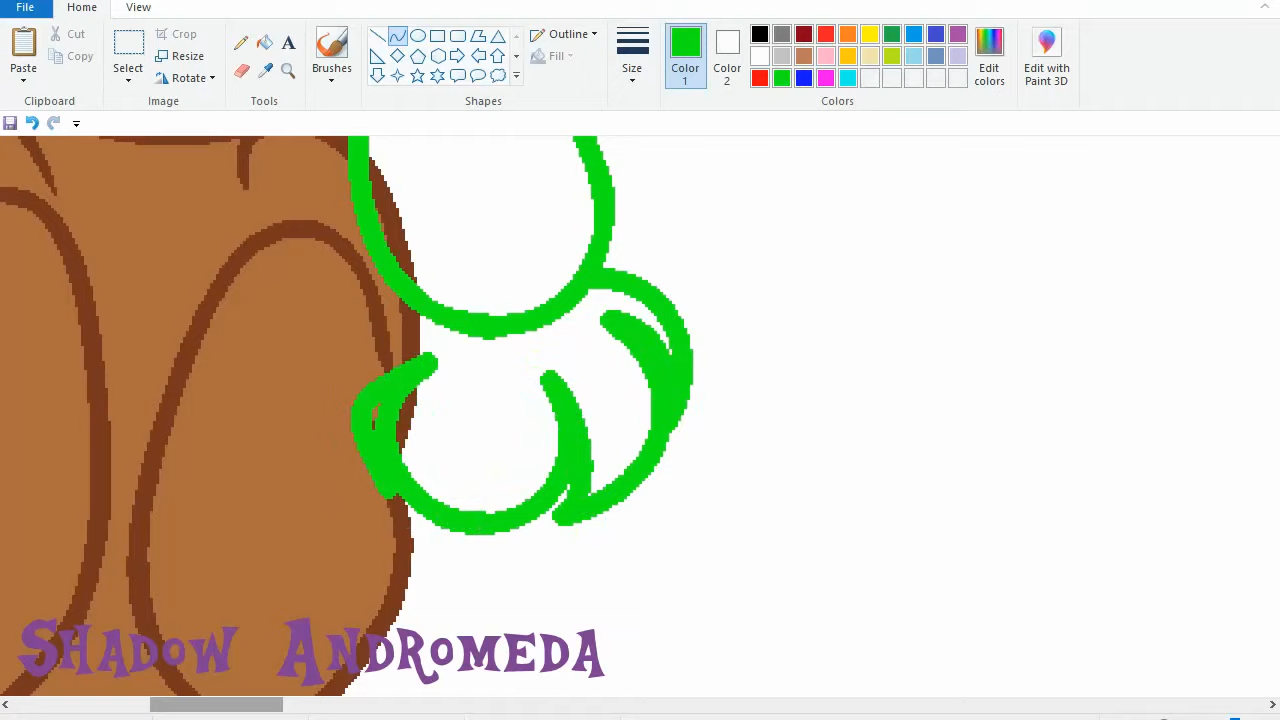 File Home View
Paste Cut Copy Clipboard
Select Crop Resize Rotate Image
A Tools
Brushes
Outline Fill Shapes
Size
Color 1 Color 2 Edit colors Colors
Edit with Paint 3D
Shadow Andromeda